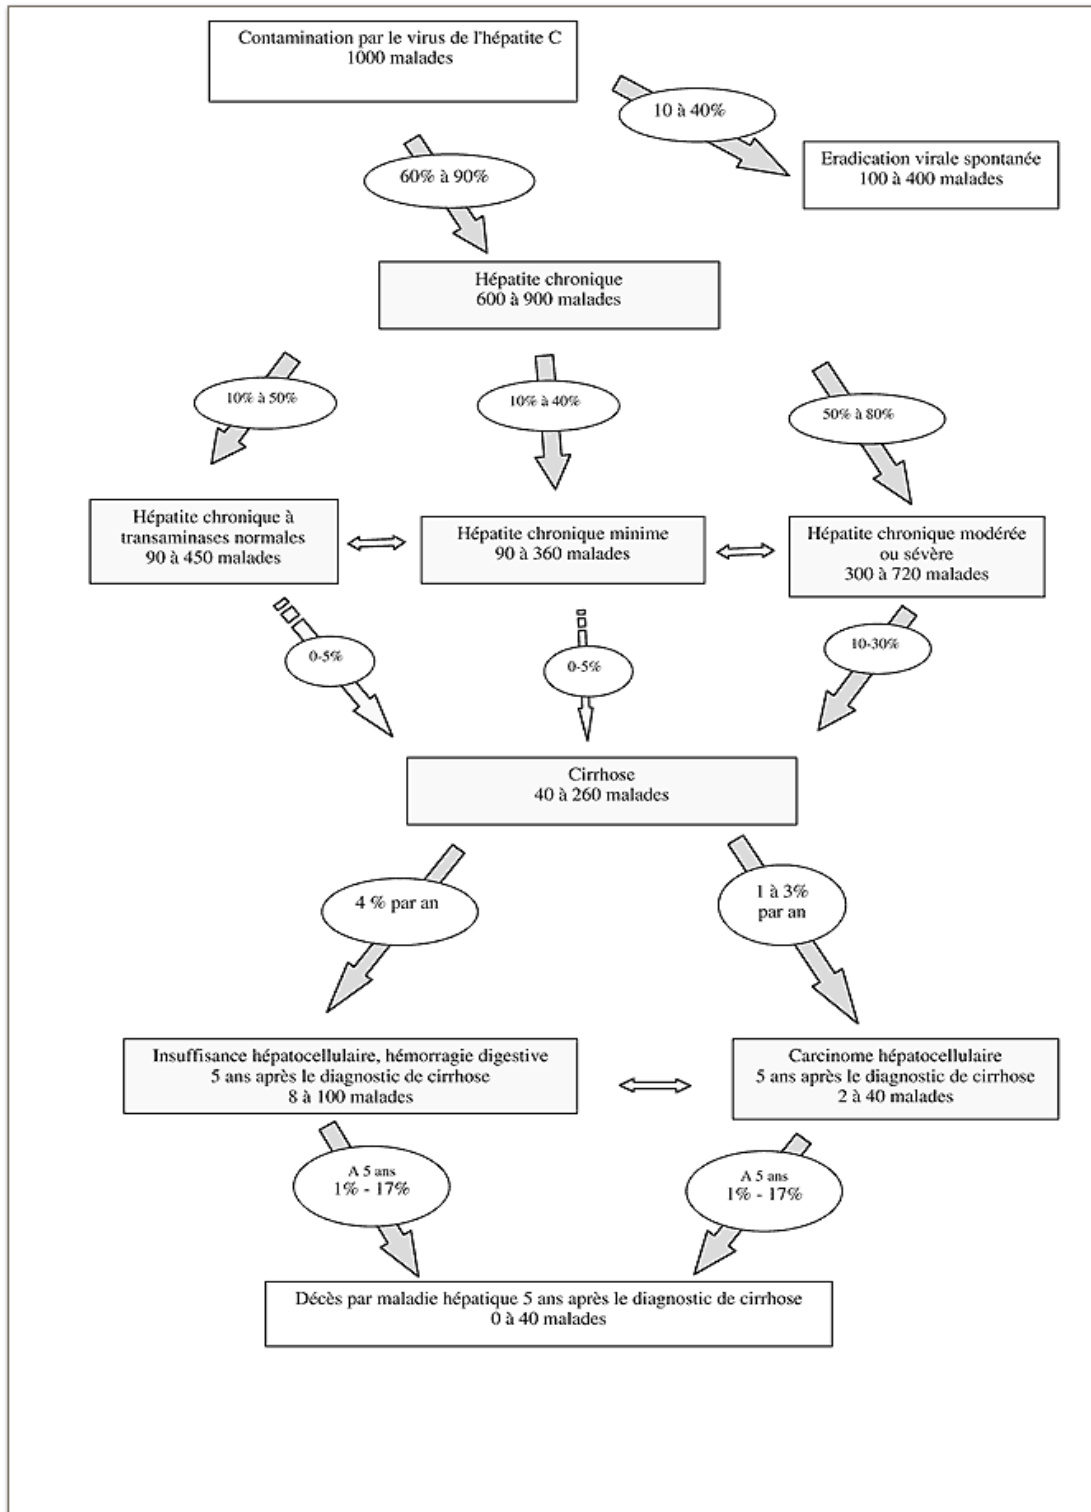 Contamination par le virus de l'hépatite C
1000 malades
10 à 40%
Eradication virale spontanée
100 à 400 malades
60% à 90%
Hépatite chronique
600 à 900 malades
10% à 50%
10% à 40%
50% à 80%
Hépatite chronique à
transaminases normales
90 à 450 malades
Hépatite chronique minime
90 à 360 malades
Hépatite chronique modérée
ou sévère
300 à 720 malades
0-5%
0-5%
10-30%
Cirrhose
40 à 260 malades
4 % par an
1 à 3%
par an
Insuffisance hépatocellulaire, hémorragie digestive
5 ans après le diagnostic de cirrhose
8 à 100 malades
Carcinome hépatocellulaire
5 ans après le diagnostic de cirrhose
2 à 40 malades
A 5 ans
1% - 17%
A 5 ans
1% - 17%
Décès par maladie hépatique 5 ans après le diagnostic de cirrhose
0 à 40 malades